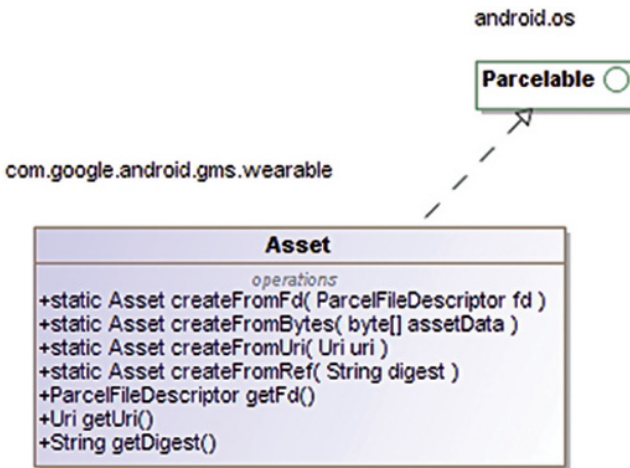 android.os
Parcelable
com.google.android.gms.wearable
Asset
operations
+static Asset createFromFd( ParcelFileDescriptor fd )
+static Asset createFromBytes( byte[] assetData )
+static Asset createFromUri( Uri uri )
+static Asset createFromRef( String digest )
+ParcelFileDescriptor getFd()
+Uri getUri()
+String getDigest()